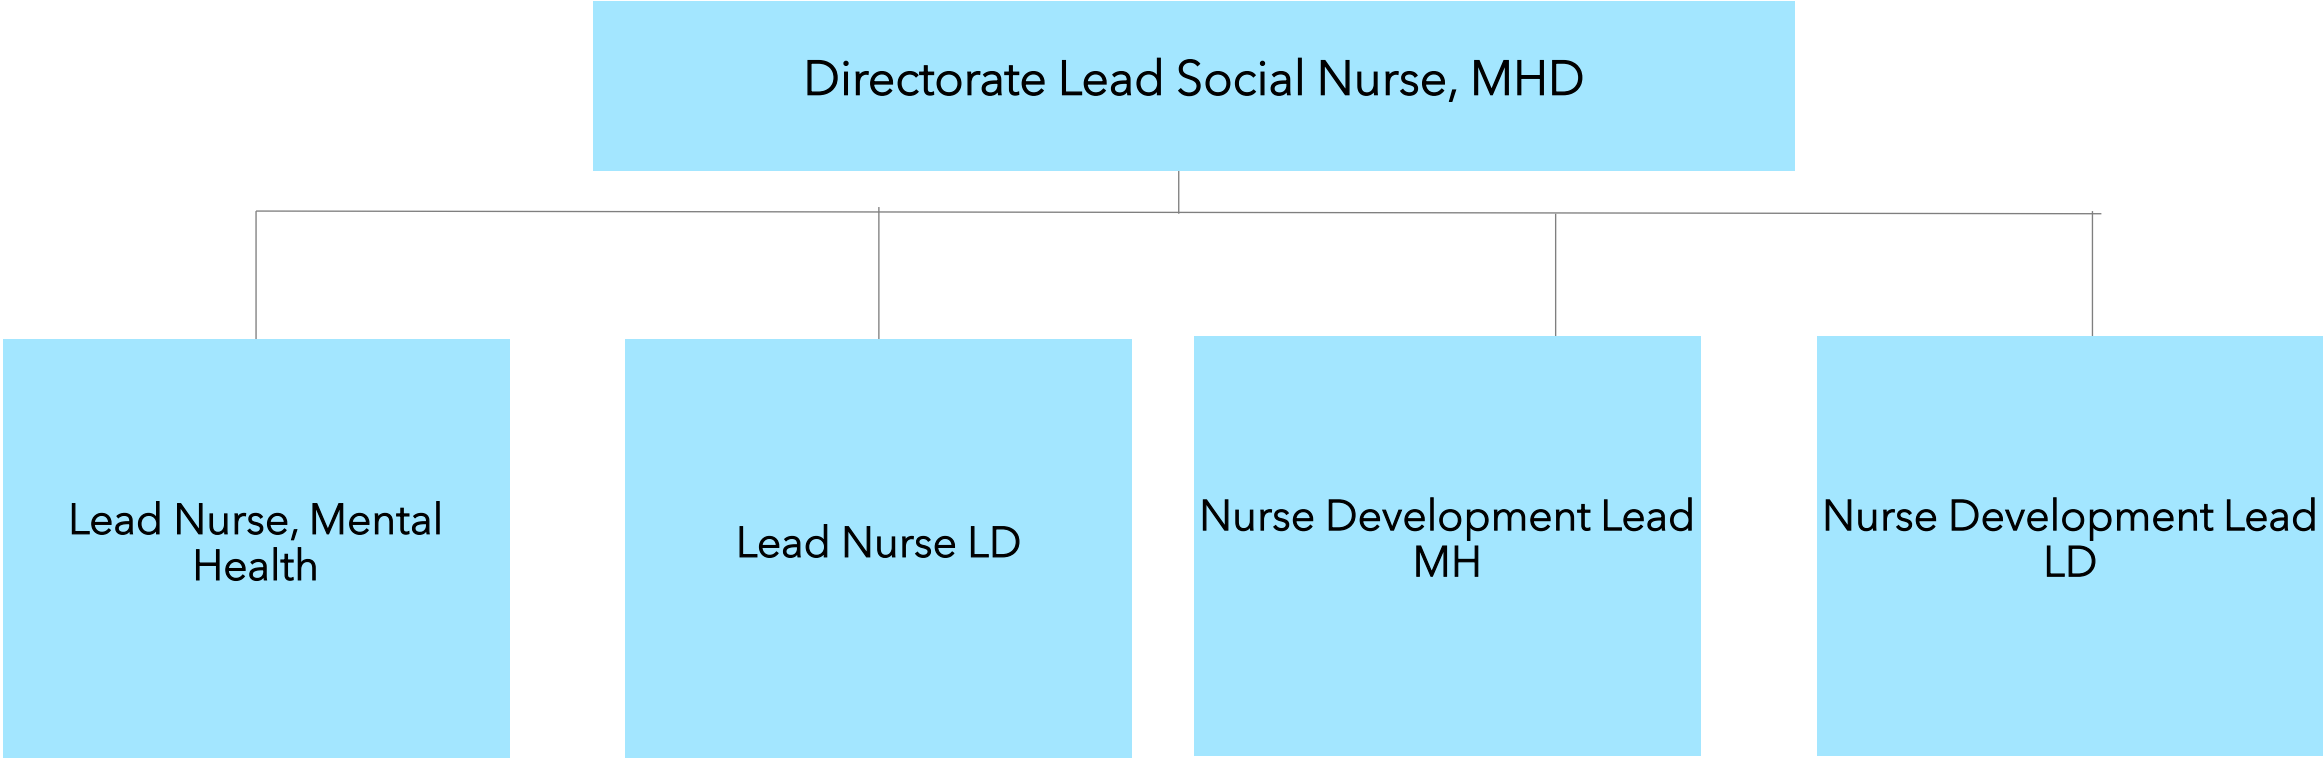 Directorate Lead Social Nurse, MHD
Lead Nurse, Mental
Health
Lead Nurse LD
Nurse Development Lead
MH
Nurse Development Lead
LD